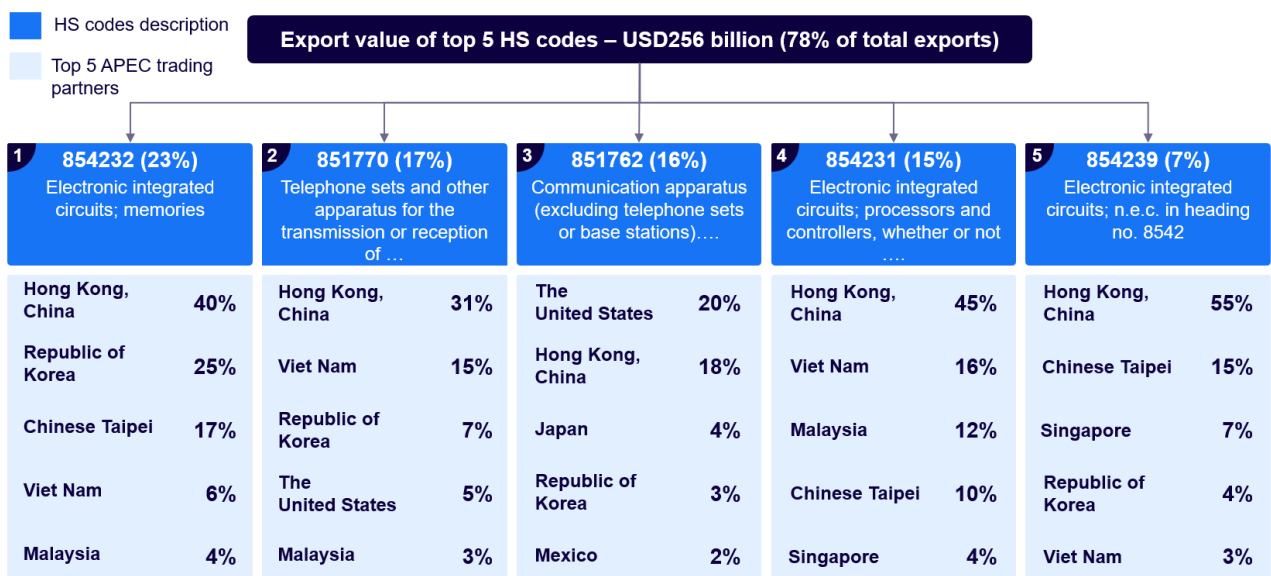 HS codes description
Top 5 APEC trading
partners
Export value of top 5 HS codes – USD256 billion (78% of total exports)
1
854232 (23%)
Electronic integrated
circuits; memories
Hong Kong,
China
40%
Republic of
Korea
25%
Chinese Taipei
17%
Viet Nam
6%
Malaysia
4%
2
851770 (17%)
Telephone sets and other
apparatus for the
transmission or reception
of …
Hong Kong,
China
31%
Viet Nam
15%
Republic of
Korea
7%
The
United States
5%
Malaysia
3%
3
851762 (16%)
Communication apparatus
(excluding telephone sets
or base stations)….
The
United States
20%
Hong Kong,
China
18%
Japan
4%
Republic of
Korea
3%
Mexico
2%
4
854231 (15%)
Electronic integrated
circuits; processors and
controllers, whether or not
….
Hong Kong,
China
45%
Viet Nam
16%
Malaysia
12%
Chinese Taipei
10%
Singapore
4%
5
854239 (7%)
Electronic integrated
circuits; n.e.c. in heading
no. 8542
Hong Kong,
China
55%
Chinese Taipei
15%
Singapore
7%
Republic of
Korea
4%
Viet Nam
3%